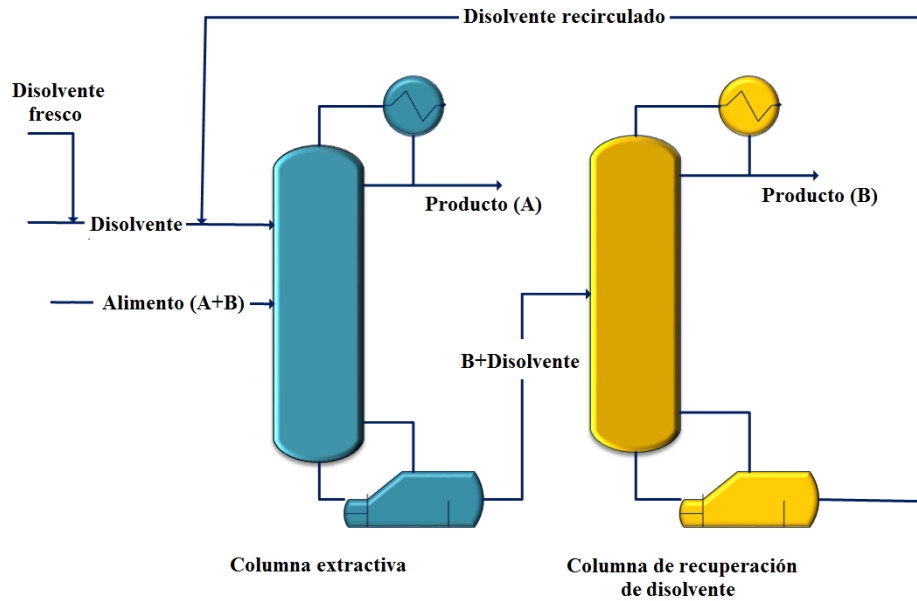 Disolvente recirculado
Disolvente
fresco
Producto (A)
Producto (B)
Disolvente
Alimento (A+B)
B+Disolvente
Columna extractiva
Columna de recuperación
de disolvente